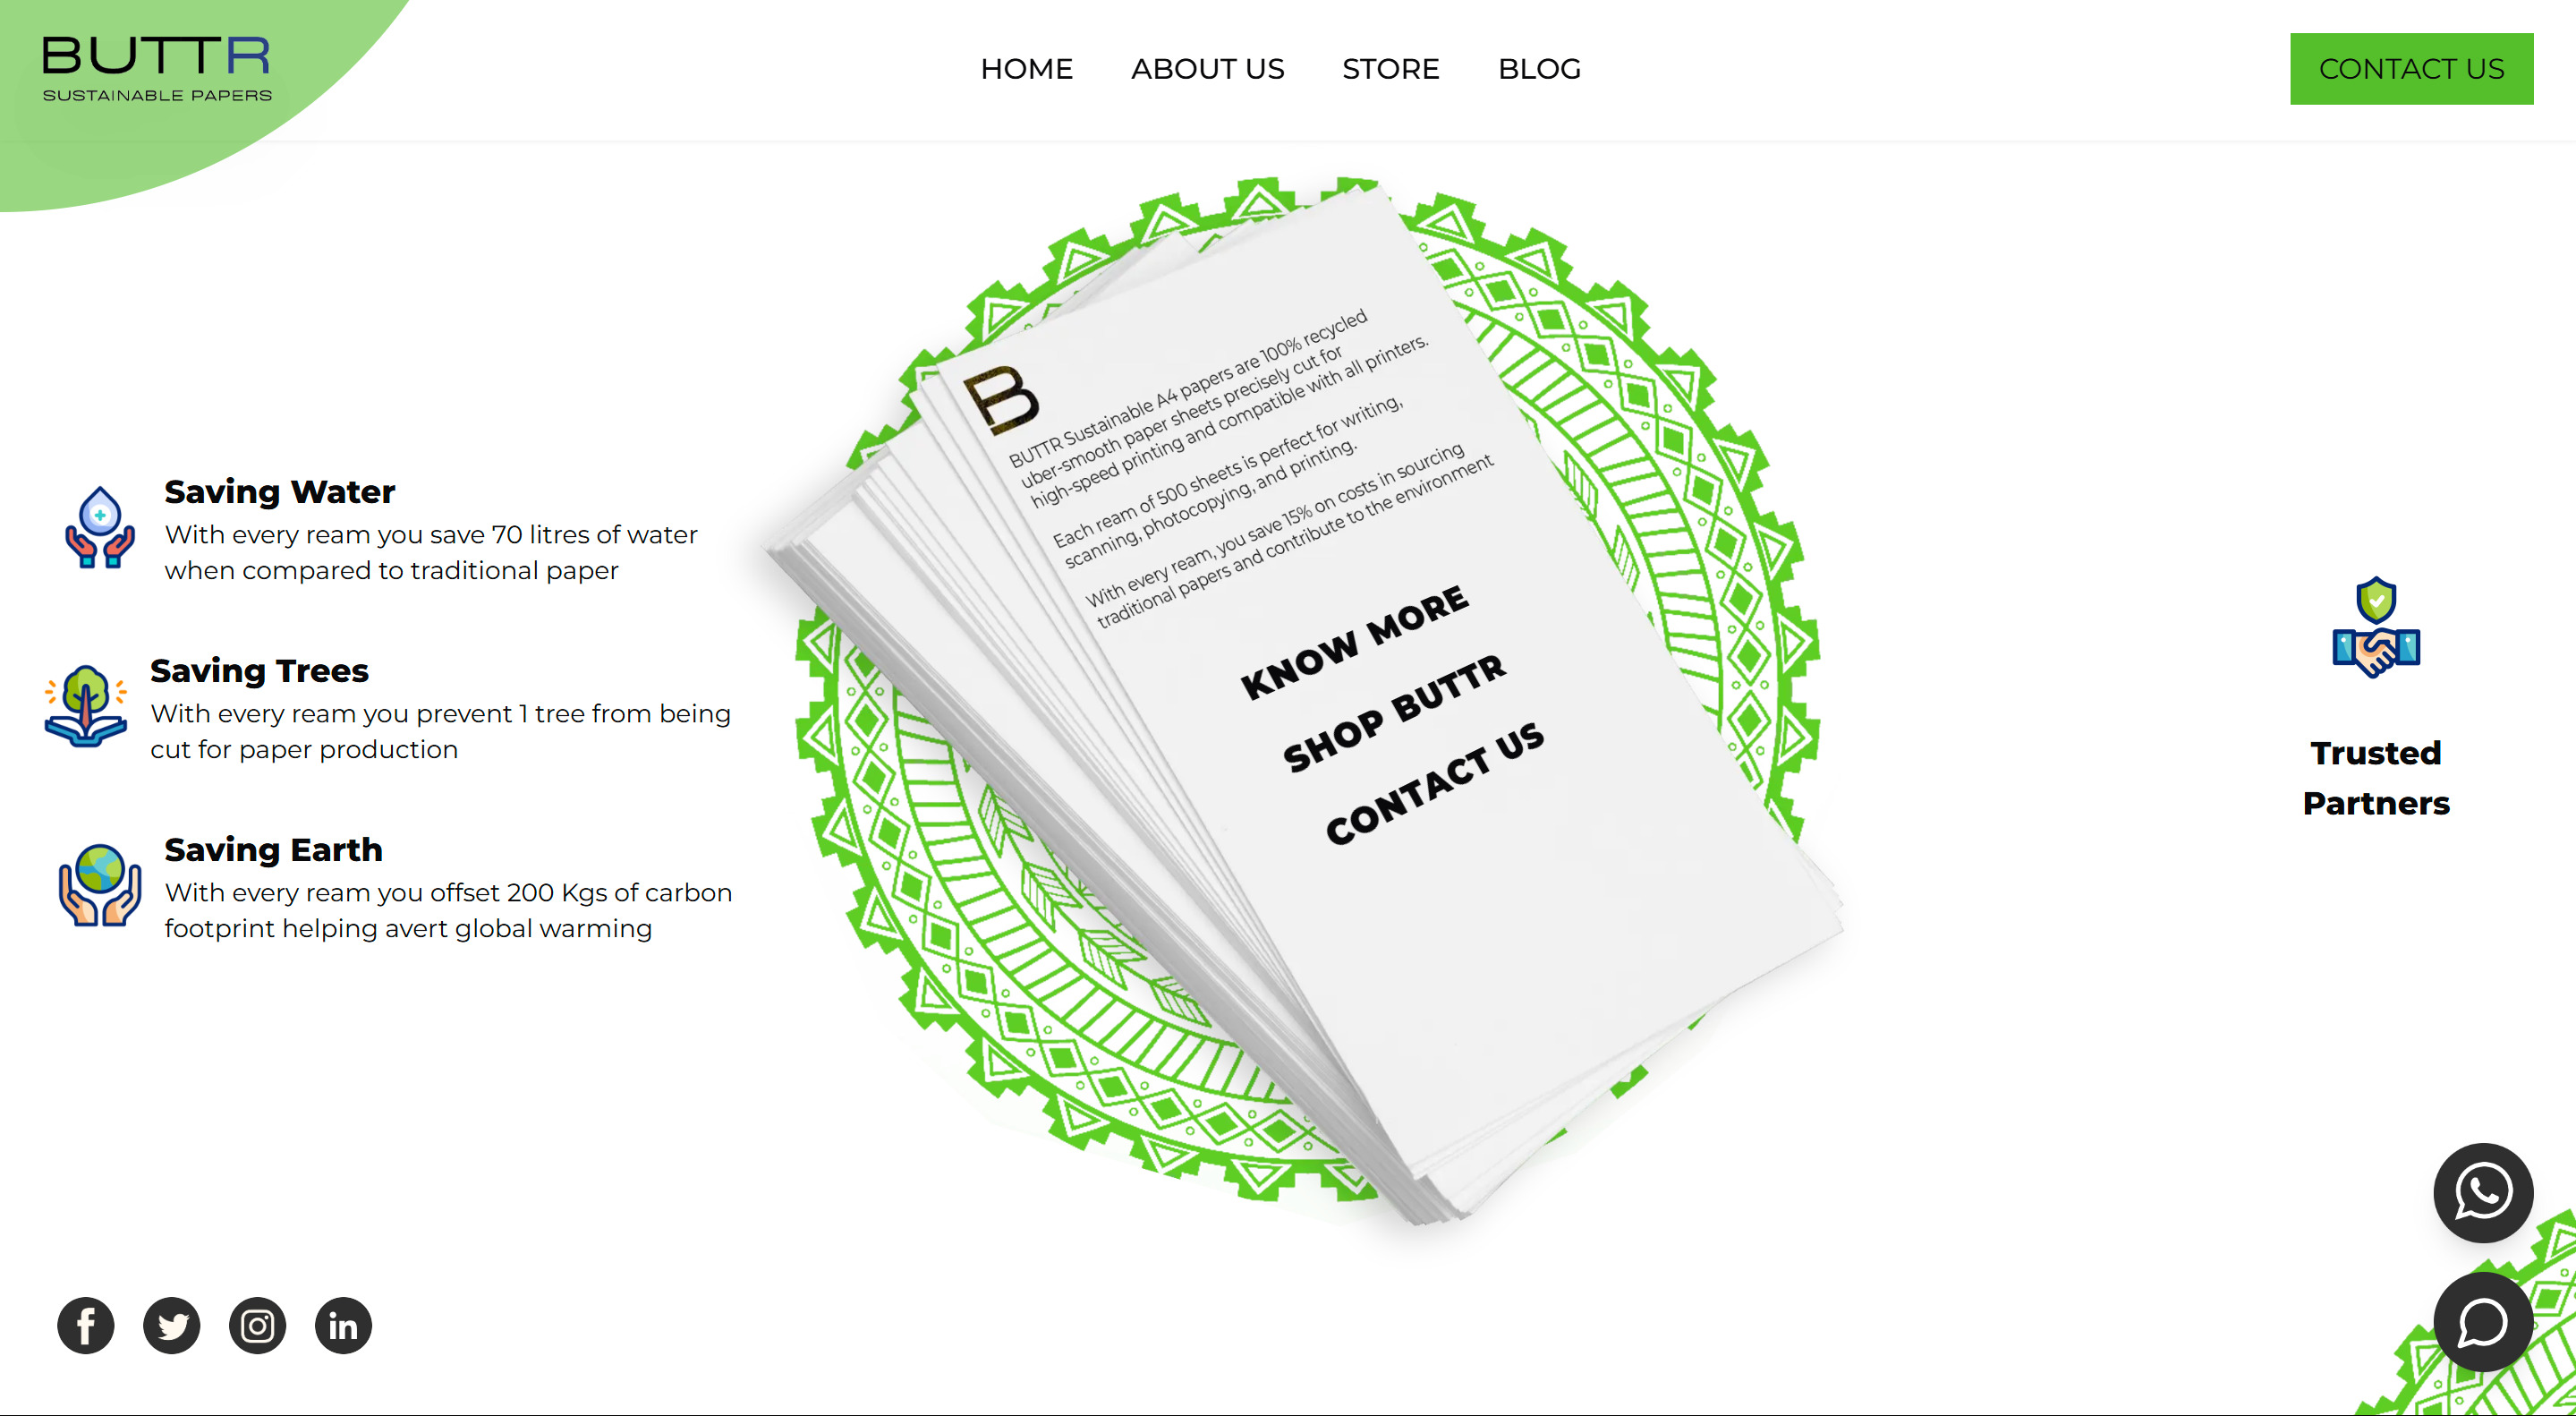 BUTTR
SUSTAINABLE PAPERS
HOME
ABOUT US
STORE
BLOG
CONTACT US
Saving Water
With every ream you save 70 litres of water
when compared to traditional paper
Saving Trees
With every ream you prevent 1 tree from being
cut for paper production
Saving Earth
With every ream you offset 200 Kgs of carbon
footprint helping avert global warming
B
BUTTR Sustainable A4 papers are 100% recycled
uber-smooth paper sheets precisely cut for
high-speed printing and compatible with all printers.
Each ream of 500 sheets is perfect for writing,
scanning, photocopying, and printing.
With every ream, you save 15% on costs in sourcing
traditional papers and contribute to the environment
KNOW MORE
SHOP BUTTR
CONTACT US
Trusted
Partners